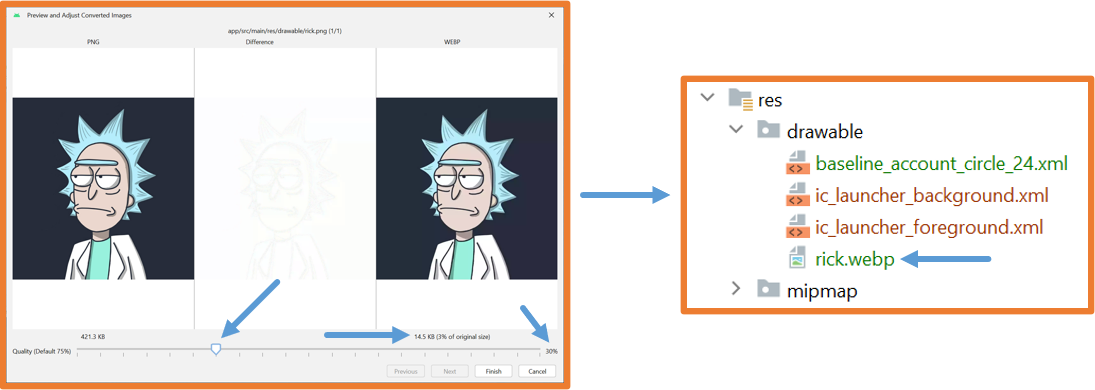 Preview and Adjust Converted Images
app/src/main/res/drawable/rick.png (1/1)
PNG
Difference
WEBP
421.3 KB
14.5 KB (3% of original size)
Quality (Default 75%)
30%
Previous
Next
Finish
Cancel
res
drawable
baseline_account_circle_24.xml
ic_launcher_background.xml
ic_launcher_foreground.xml
rick.webp
mipmap